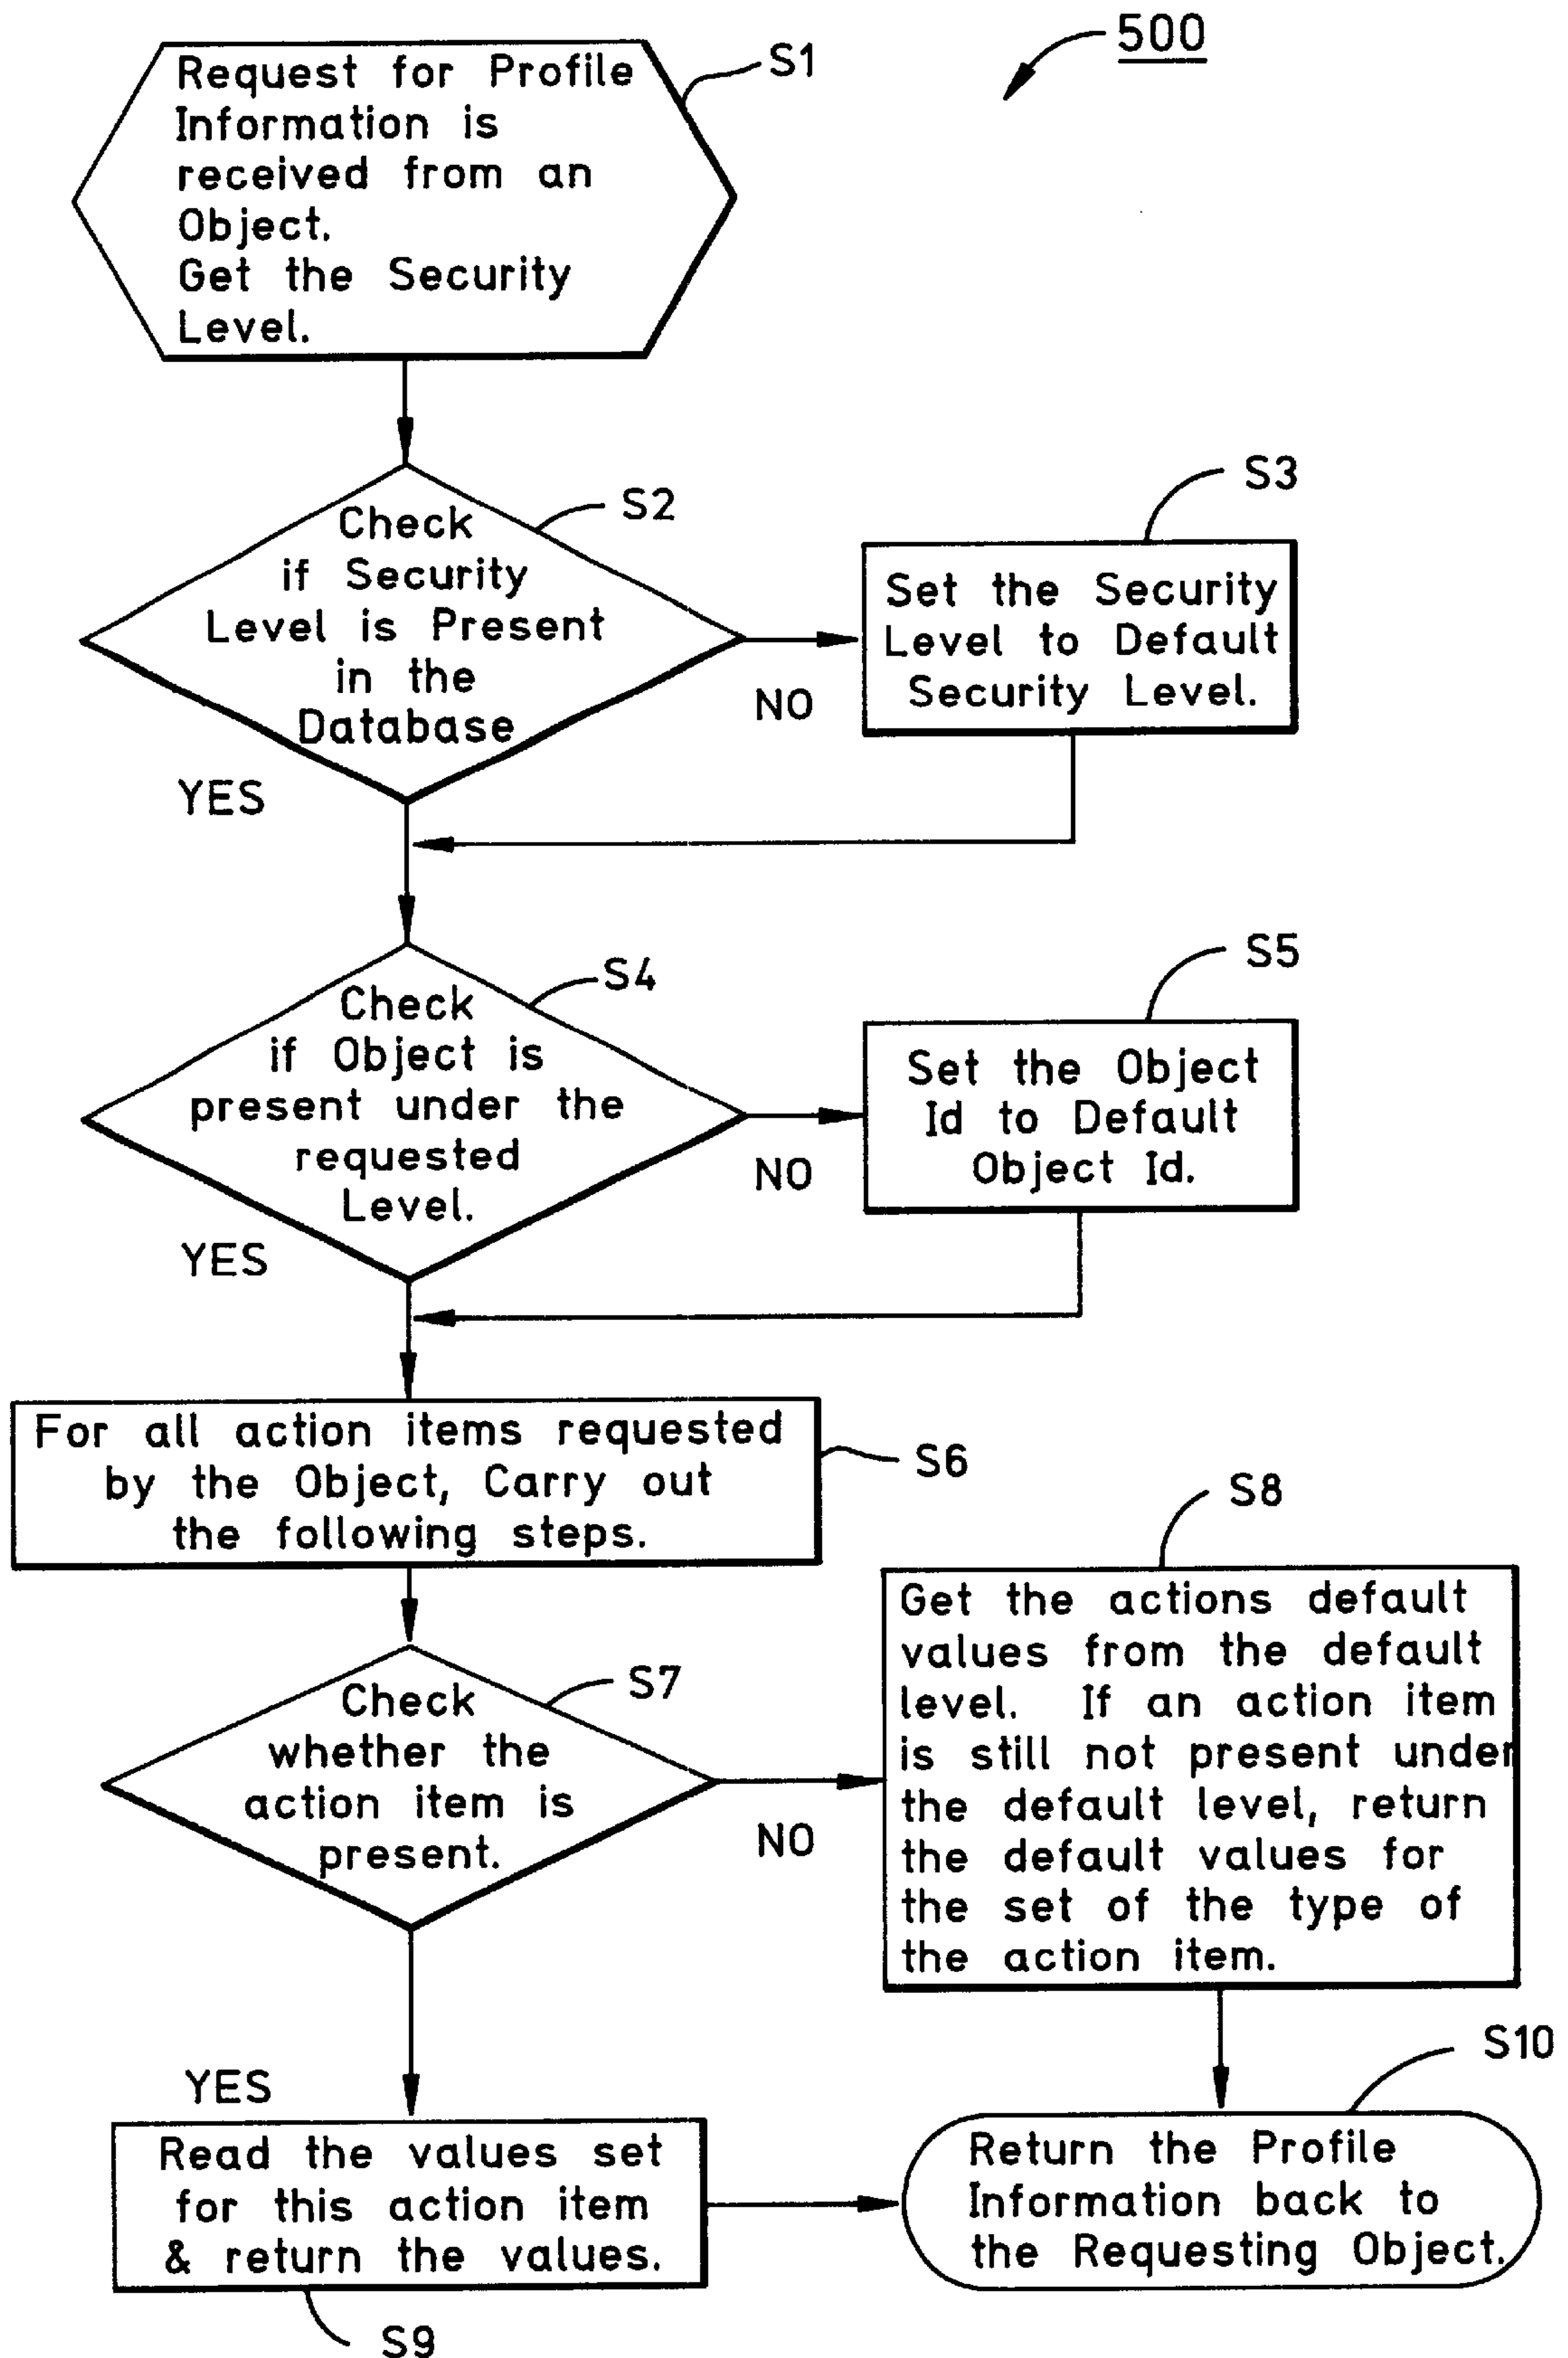 500
S1
Request for Profile
Information is
received from an
Object.
Get the Security
Level.
S2
Check
if Security
Level is Present
in the
Database
NO
YES
S3
Set the Security
Level to Default
Security Level.
S4
Check
if Object is
present under the
requested
Level.
NO
YES
S5
Set the Object
Id to Default
Object Id.
For all action items requested
by the Object, Carry out
the following steps.
S6
S7
Check
whether the
action item is
present.
NO
YES
S8
Get the actions default
values from the default
level. If an action item
is still not present under
the default level, return
the default values for
the set of the type of
the action item.
Read the values set
for this action item
& return the values.
S9
S10
Return the Profile
Information back to
the Requesting Object.